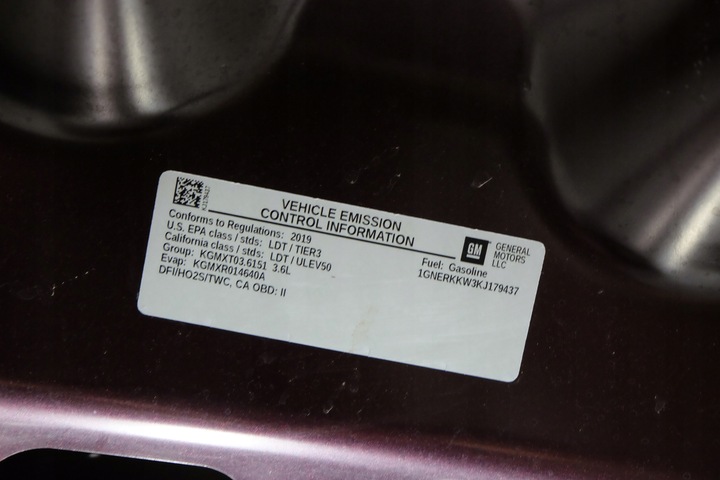 VEHICLE EMISSION
CONTROL INFORMATION
Conforms to Regulations: 2019
U.S. EPA class / stds: LDT / TIER3
California class / stds: LDT / ULEV50
Group: KGMXT03.6151 3.6L
Evap: KGMXR014640A
DFI/HO2S/TWC, CA OBD: II
GM
GENERAL
MOTORS
LLC
Fuel: Gasoline
1GNERKKW3KJ179437